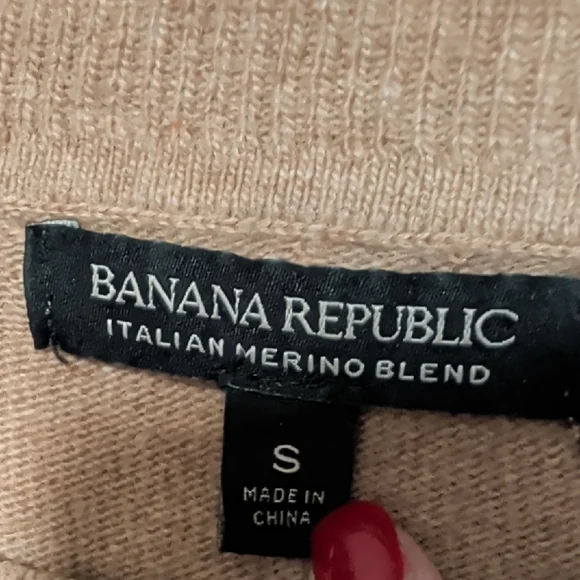 BANANA REPUBLIC
ITALIAN MERINO BLEND
S
MADE IN
CHINA